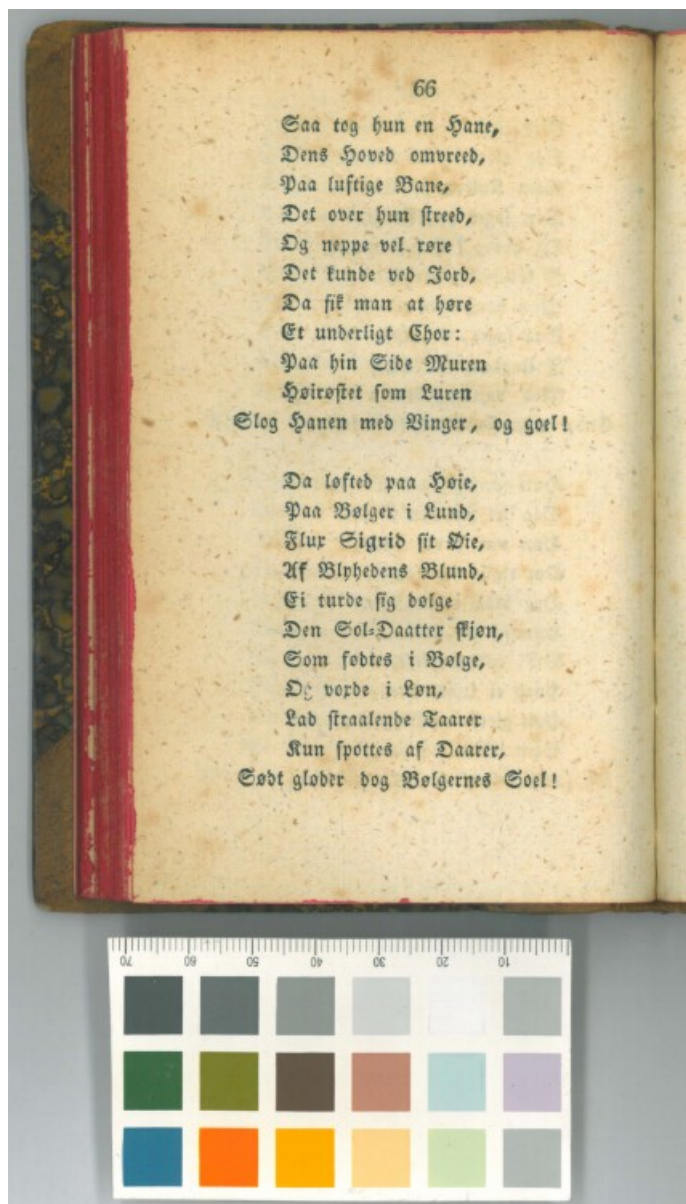 66
Saa tog hun en Hane,
Dens Hoved omvreed,
Paa luftige Bane,
Det over hun streed,
Og neppe vel røre
Det kunde ved Jord,
Da fik man at høre
Et underligt Chor:
Paa hin Side Muren
Høirøstet som Luren
Slog Hanen med Vinger, og goel!
Da løfted paa Høie,
Paa Bølger i Lund,
Flux Sigrid sit Øie,
Af Blyhedens Blund,
Ei turde sig dølge
Den Sol-Daatter skjøn,
Som fødtes i Bølge,
Og voxde i Løn,
Lad straalende Taarer
Kun spottes af Daarer,
Sødt gløder dog Bølgernes Soel!
70 60 50 40 30 20 10